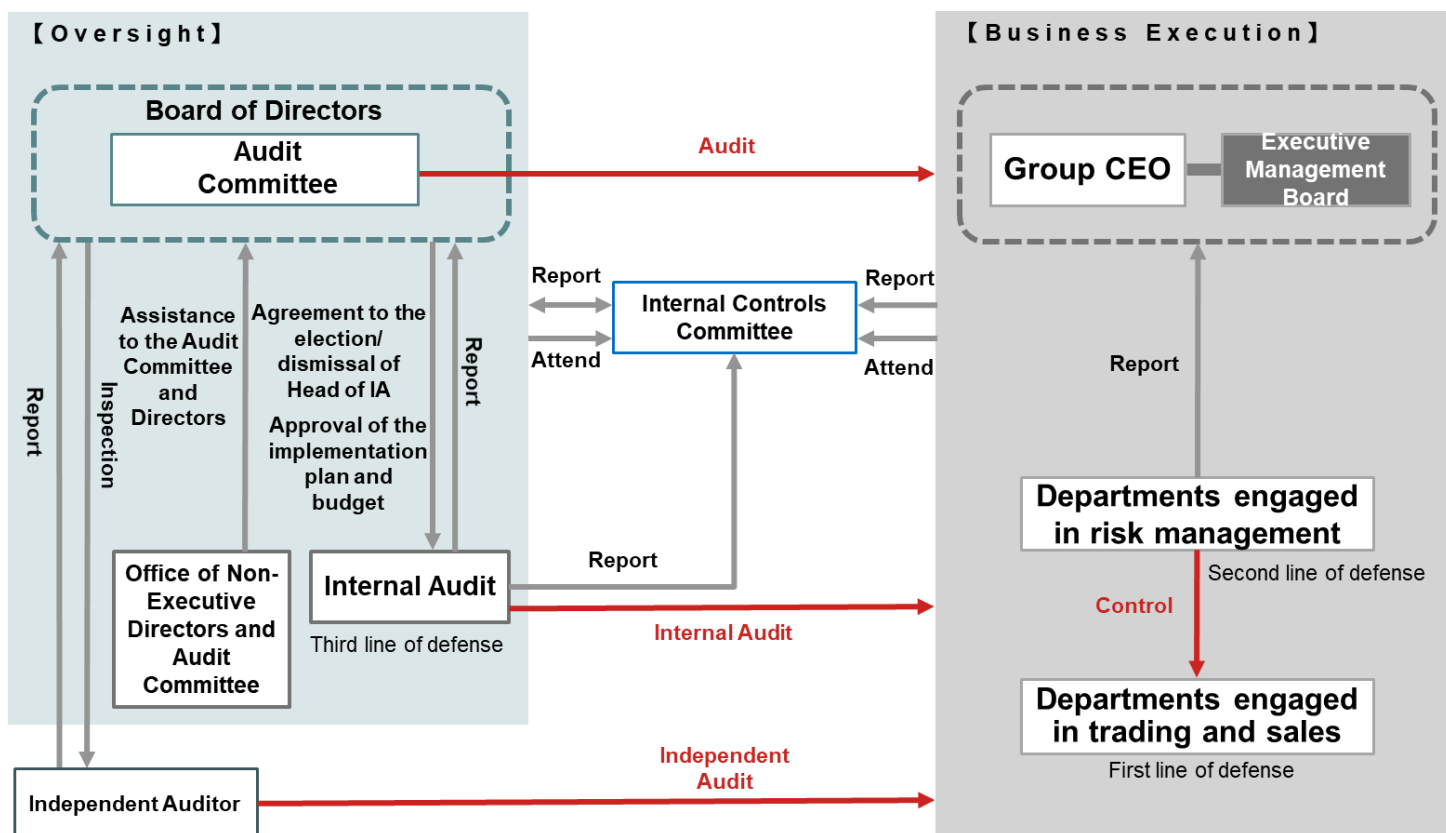 【Oversight】
Board of Directors
Audit
Committee
Audit
【Business Execution】
Group CEO
Executive
Management
Board
Report
Inspection
Assistance
to the Audit
Committee
and
Directors
Agreement to the
election/
dismissal of
Head of IA
Approval of the
implementation
plan and
budget
Report
Report
Attend
Internal Controls
Committee
Report
Attend
Report
Office of Non-
Executive
Directors and
Audit
Committee
Internal Audit
Third line of defense
Report
Internal Audit
Departments engaged
in risk management
Second line of defense
Control
Departments engaged
in trading and sales
First line of defense
Independent Auditor
Independent
Audit